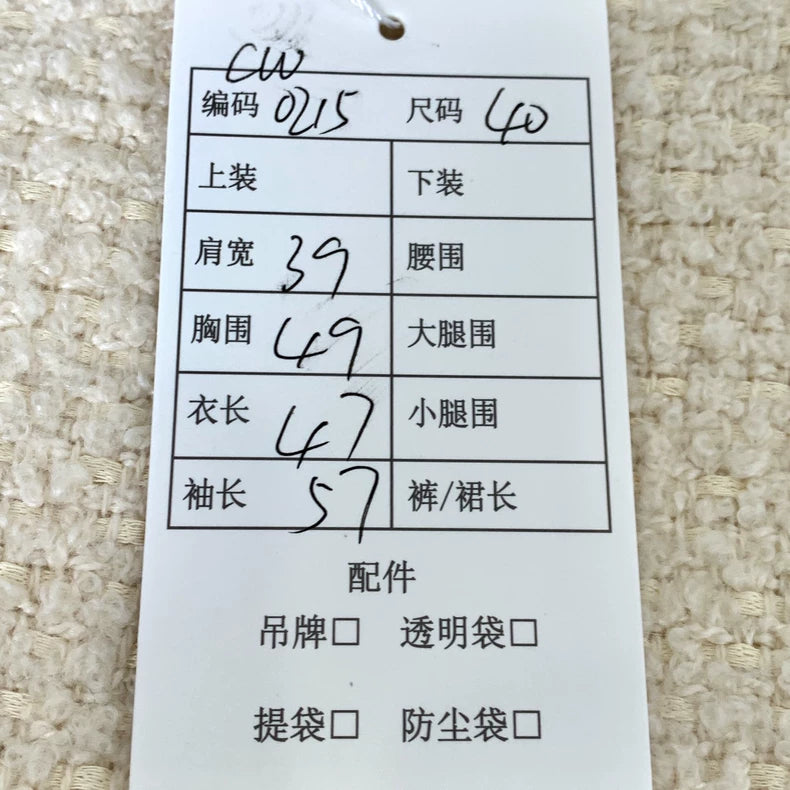 CW
编码 0215 尺码 40
上装 下装
肩宽 39 腰围
胸围 49 大腿围
衣长 47 小腿围
袖长 57 裤/裙长
配件
吊牌□ 透明袋□
提袋□ 防尘袋□